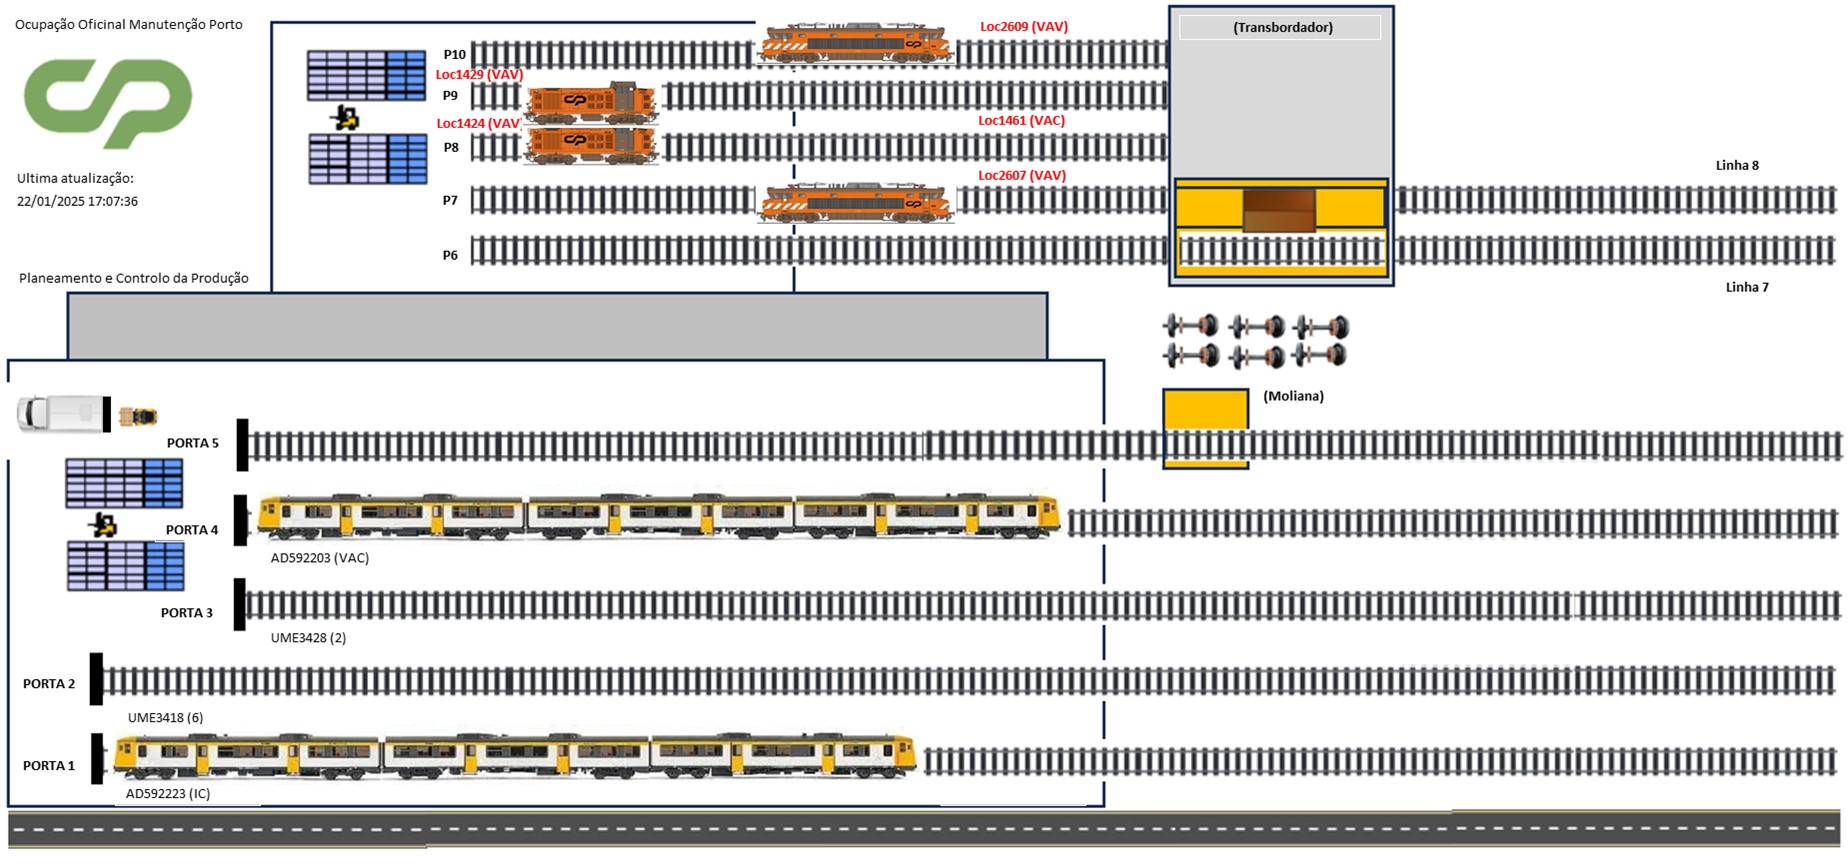 Ocupação Oficinal Manutenção Porto
CP
Ultima atualização:
22/01/2025 17:07:36
Planeamento e Controlo da Produção
Loc2609 (VAV)
P10
Loc1429 (VAV)
P9
Loc1424 (VAV
Loc1461 (VAC)
P8
Loc2607 (VAV)
P7
P6
(Transbordador)
Linha 8
Linha 7
(Moliana)
PORTA 5
PORTA 4
AD592203 (VAC)
PORTA 3
UME3428 (2)
PORTA 2
UME3418 (6)
PORTA 1
AD592223 (IC)